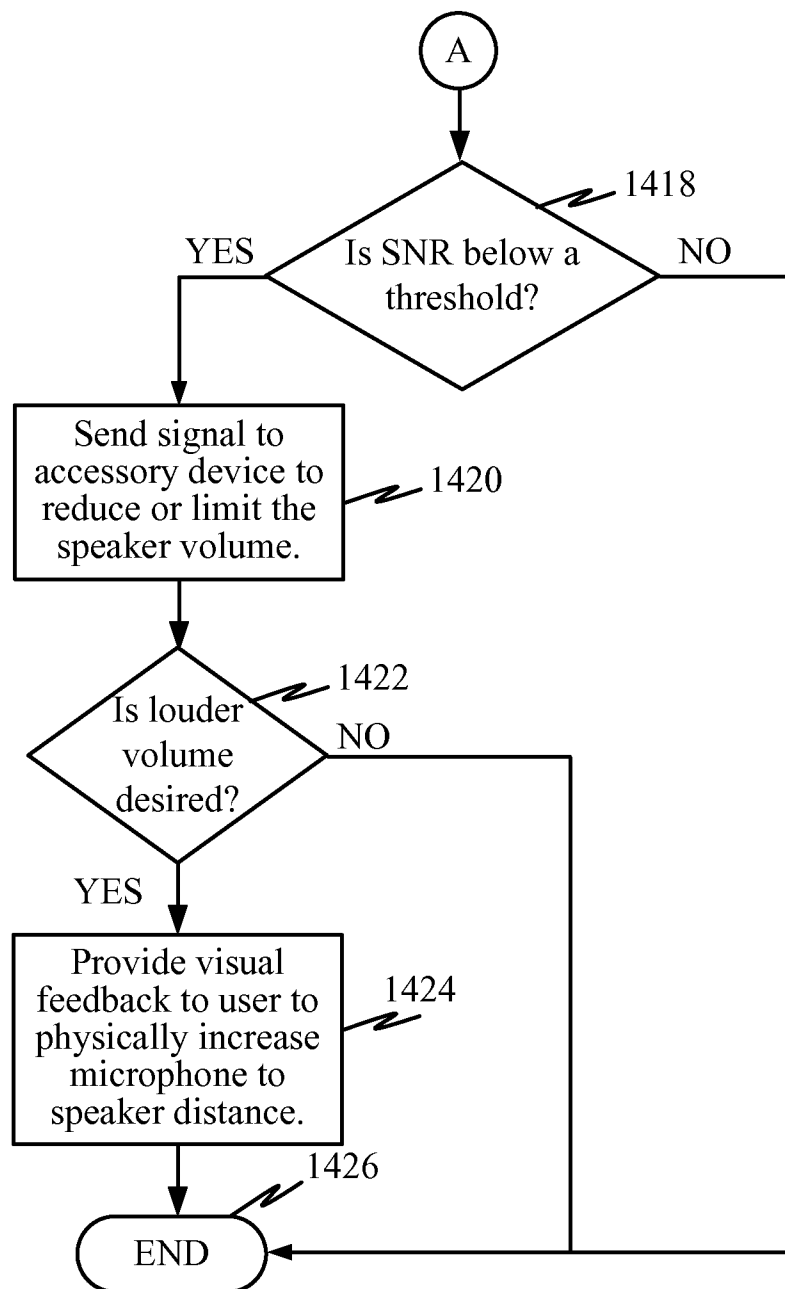 A
1418
YES
Is SNR below a
threshold?
NO
Send signal to
accessory device to
reduce or limit the
speaker volume.
1420
1422
Is louder
volume
desired?
NO
YES
Provide visual
feedback to user to
physically increase
microphone to
speaker distance.
1424
1426
END